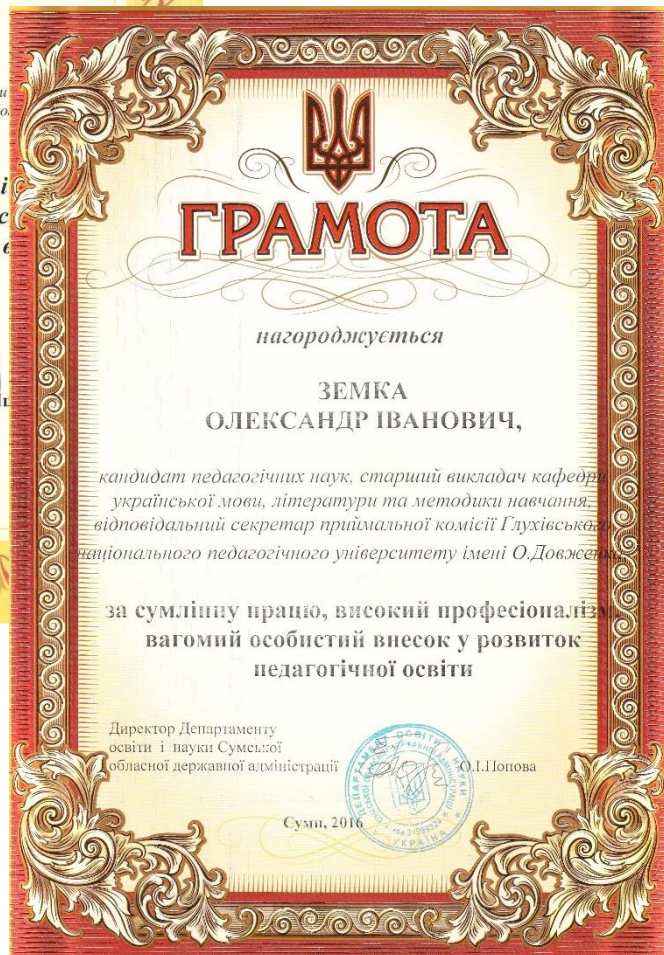 ГРАМОТА
нагороджується
ЗЕМКА
ОЛЕКСАНДР ІВАНОВИЧ,
кандидат педагогічних наук, старший викладач кафедри
української мови, літератури та методики навчання,
відповідальний секретар приймальної комісії Глухівського
національного педагогічного університету імені О.Довженка
за сумлінну працю, високий професіоналізм
вагомий особистий внесок у розвиток
педагогічної освіти
Директор Департаменту
освіти і науки Сумської
обласної державної адміністрації
О.І.Попова
Суми, 2016
УКРАЇНА